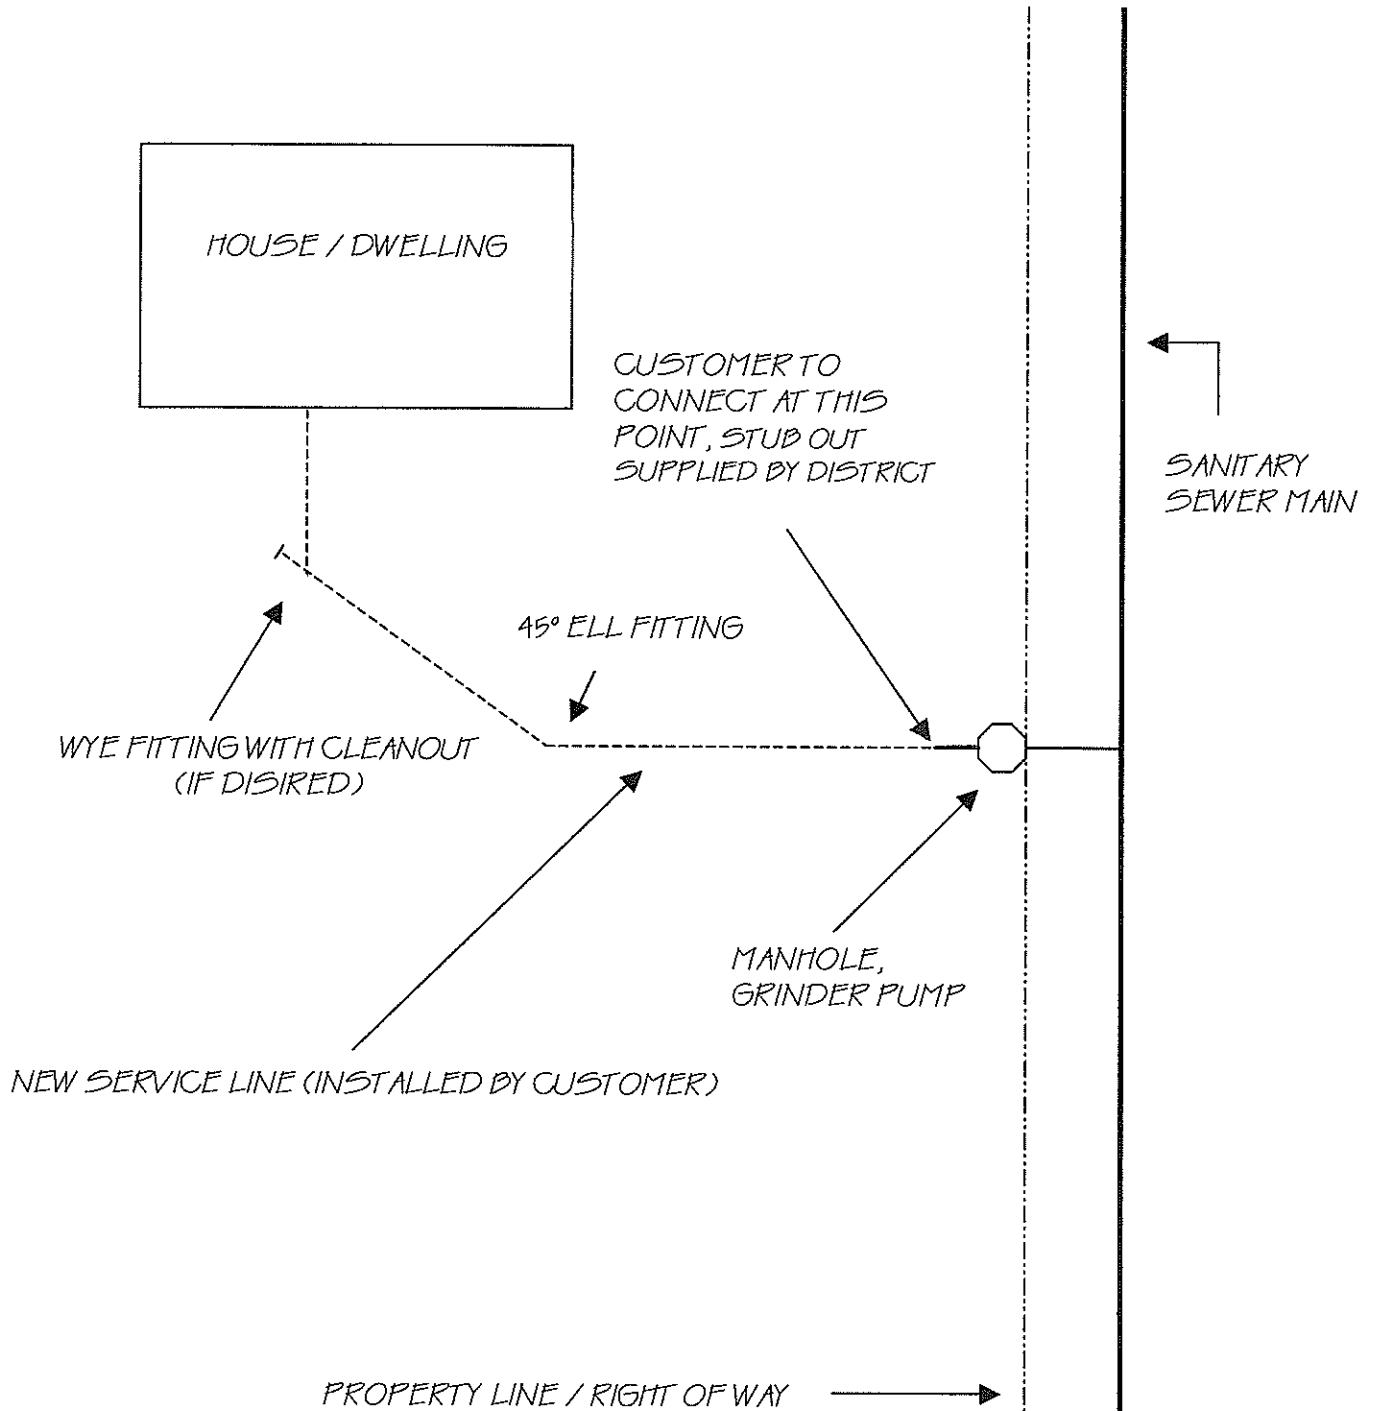 HOUSE / DWELLING
CUSTOMER TO
CONNECT AT THIS
POINT, STUB OUT
SUPPLIED BY DISTRICT
SANITARY
SEWER MAIN
45° ELL FITTING
WYE FITTING WITH CLEANOUT
(IF DISIRED)
MANHOLE,
GRINDER PUMP
NEW SERVICE LINE (INSTALLED BY CUSTOMER)
PROPERTY LINE / RIGHT OF WAY